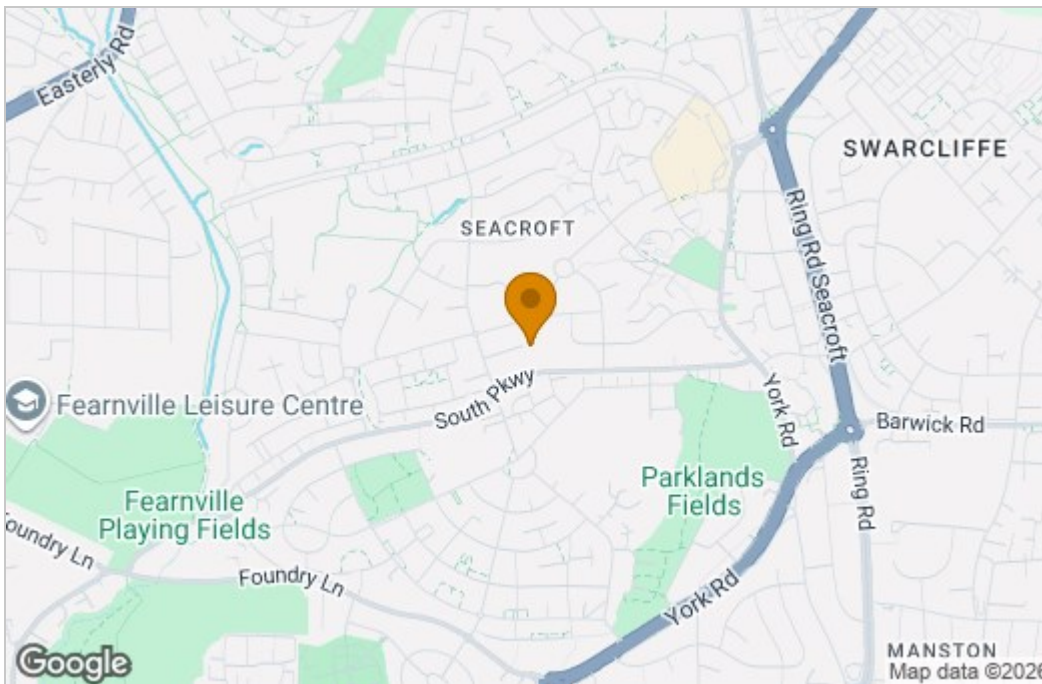 Easterly Rd
SWARCLIFFE
SEACROFT
Ring Rd Seacroft
South Pkwy
York Rd
Fearnville Leisure Centre
Barwick Rd
Parklands
Fields
Fearnville
Playing Fields
Ring Rd
Foundry Ln
Foundry Ln
York Rd
MANSTON
Google
Map data ©2026